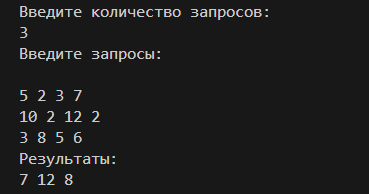 Введите количество запросов:
3
Введите запросы:
5 2 3 7
10 2 12 2
3 8 5 6
Результаты:
7 12 8